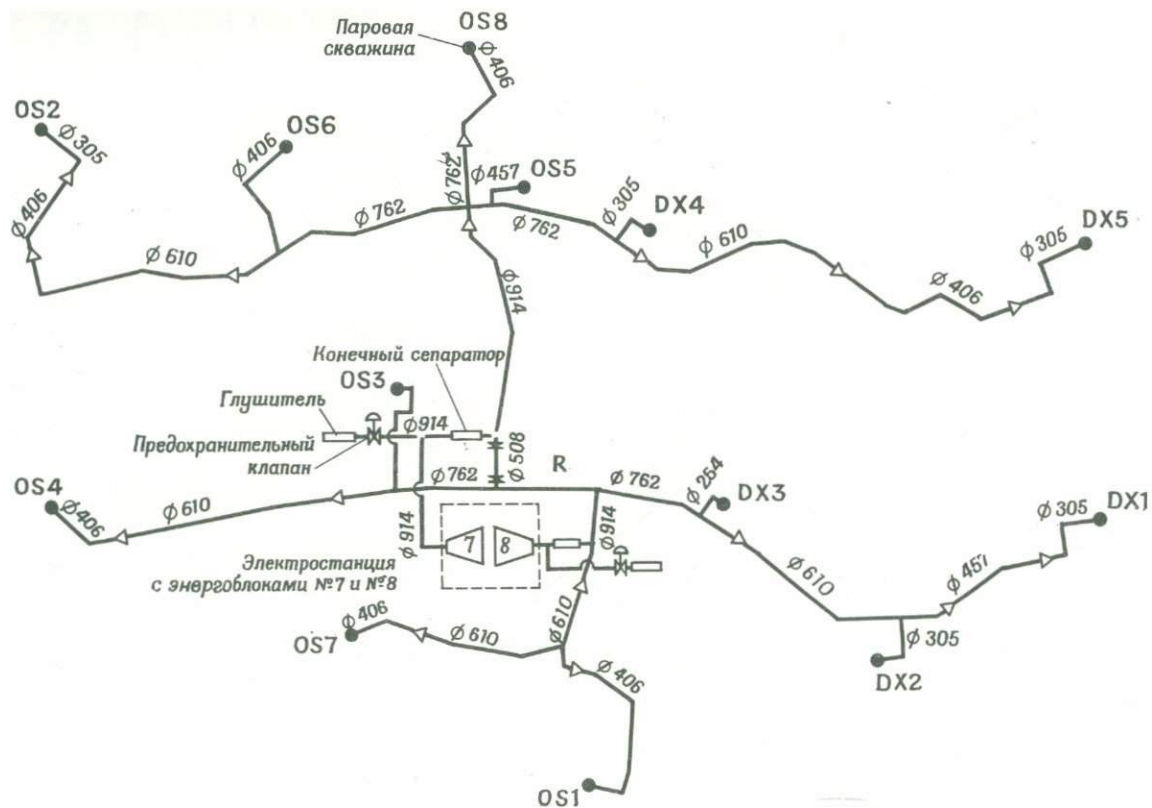 OS8
Паровая
скважина
ϕ 406
OS2
ϕ 305
OS6
ϕ 406
ϕ 762
ϕ 457
OS5
ϕ 305
DX4
DX5
ϕ 406
ϕ 762
ϕ 762
ϕ 610
ϕ 305
ϕ 610
ϕ 914
ϕ 406
Конечный сепаратор
OS3
Глушитель
ϕ 914
Предохранительный
клапан
ϕ 508
R
OS4
ϕ 762
ϕ 762
ϕ 254
DX3
DX1
ϕ 610
ϕ 305
ϕ 406
ϕ 914
7
8
ϕ 914
ϕ 457
Электростанция
с энергоблоками №7 и №8
ϕ 610
ϕ 406
OS7
ϕ 610
ϕ 610
ϕ 305
ϕ 406
DX2
OS1